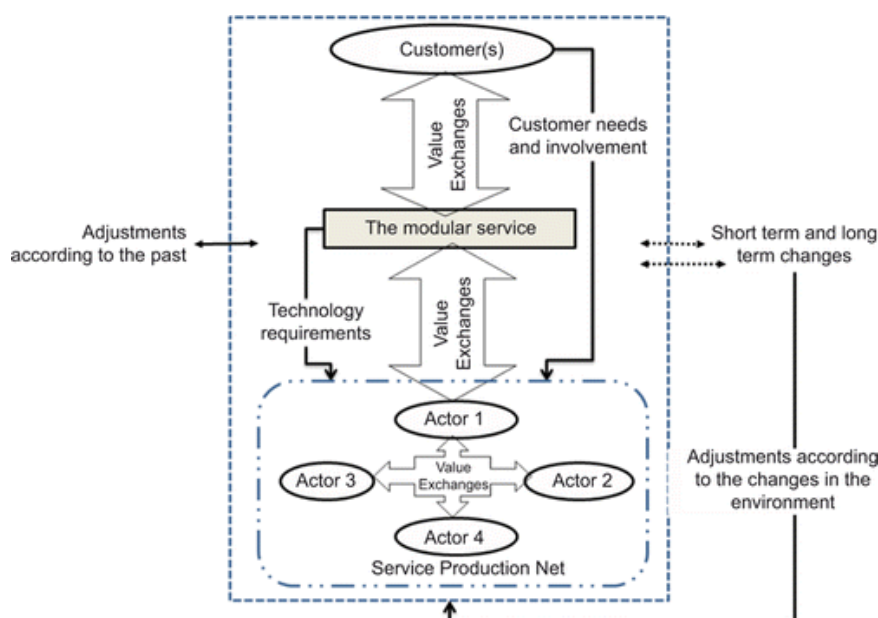 Customer(s)
Value
Exchanges
Customer needs
and involvement
The modular service
Adjustments
according to the past
Short term and long
term changes
Technology
requirements
Value
Exchanges
Actor 1
Actor 3
Value
Exchanges
Actor 2
Actor 4
Service Production Net
Adjustments according
to the changes in the
environment